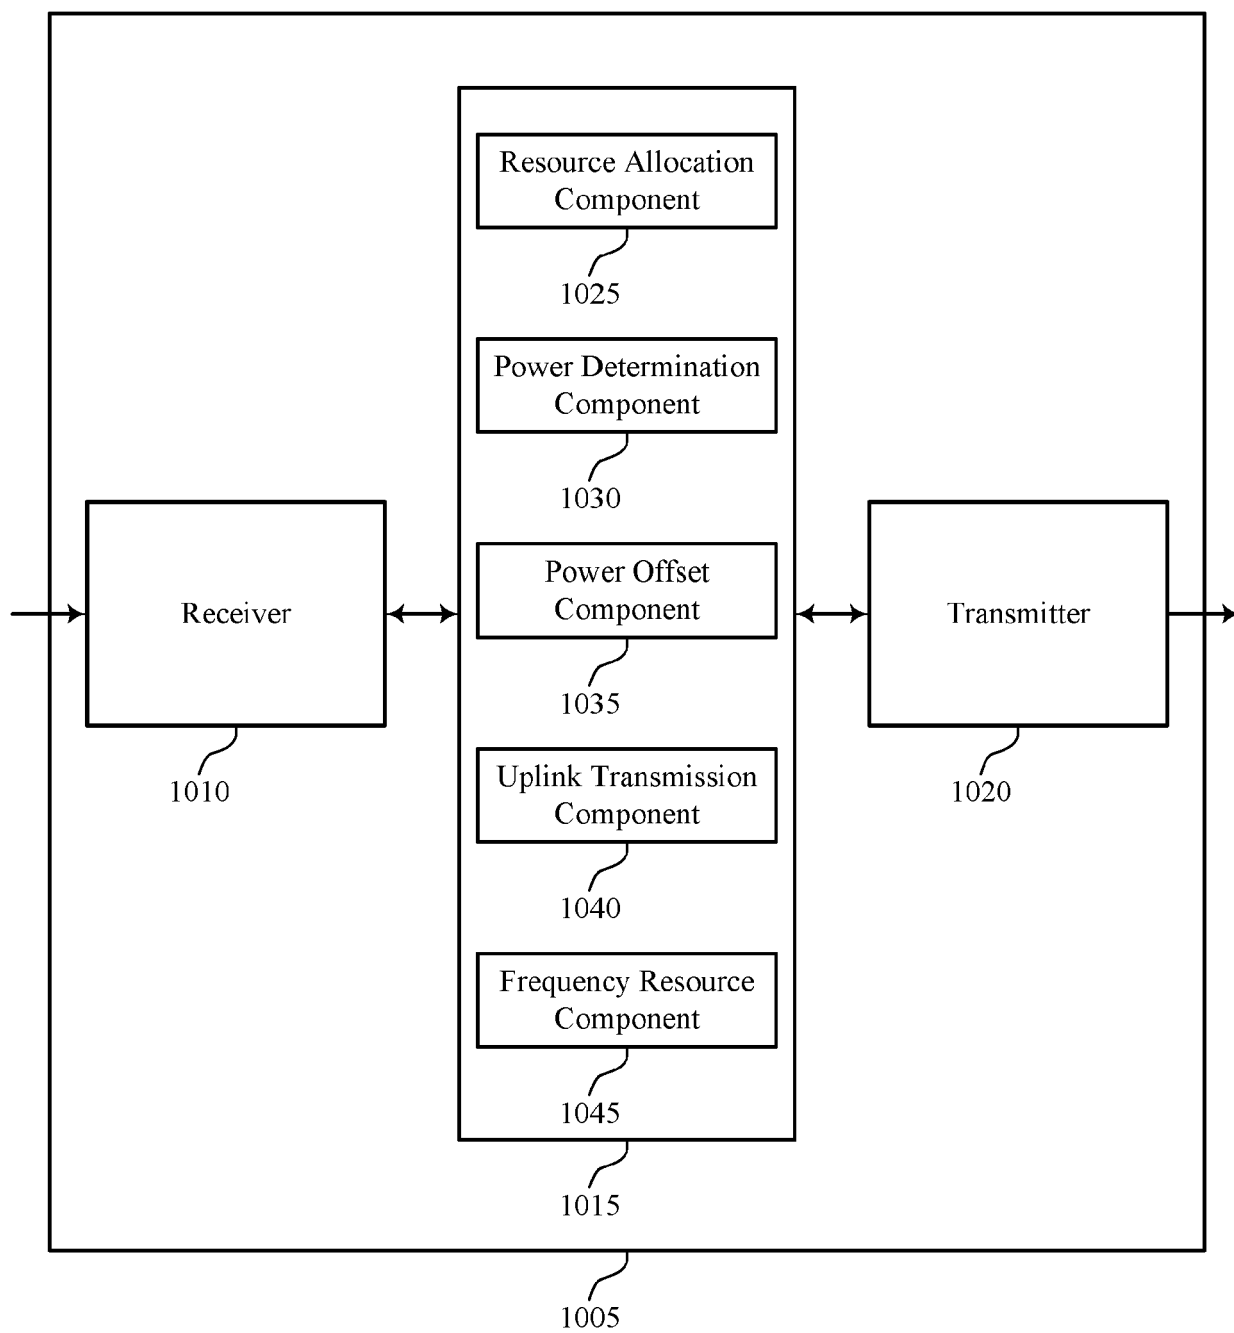 Resource Allocation
Component
1025
Power Determination
Component
1030
Power Offset
Component
1035
Receiver
1010
Transmitter
1020
Uplink Transmission
Component
1040
Frequency Resource
Component
1045
1015
1005